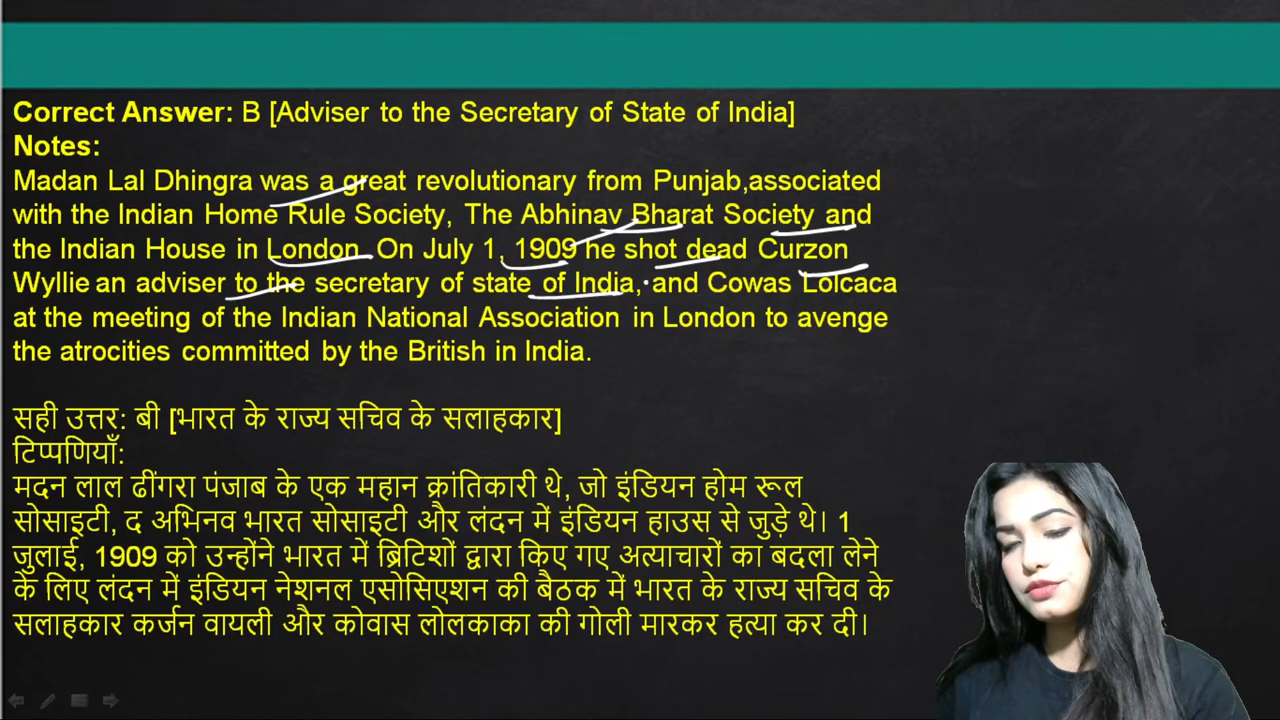 Correct Answer: B [Adviser to the Secretary of State of India]
Notes:
Madan Lal Dhingra was a great revolutionary from Punjab,associated
with the Indian Home Rule Society, The Abhinav Bharat Society and
the Indian House in London. On July 1, 1909 he shot dead Curzon
Wyllie an adviser to the secretary of state of India, and Cowas Lolcaca
at the meeting of the Indian National Association in London to avenge
the atrocities committed by the British in India.
सही उत्तर: बी [भारत के राज्य सचिव के सलाहकार]
टिप्पणियाँ:
मदन लाल ढींगरा पंजाब के एक महान क्रांतिकारी थे, जो इंडियन होम रूल
सोसाइटी, द अभिनव भारत सोसाइटी और लंदन में इंडियन हाउस से जुड़े थे। 1
जुलाई, 1909 को उन्होंने भारत में ब्रिटिशों द्वारा किए गए अत्याचारों का बदला लेने
के लिए लंदन में इंडियन नेशनल एसोसिएशन की बैठक में भारत के राज्य सचिव के
सलाहकार कर्जन वायली और कोवास लोलकाका की गोली मारकर हत्या कर दी।